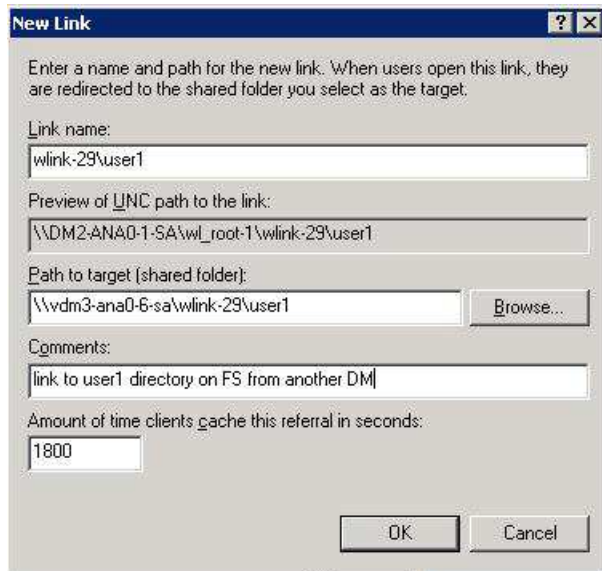 New Link
Enter a name and path for the new link. When users open this link, they
are redirected to the shared folder you select as the target.
Link name:
wlink-29\user1
Preview of UNC path to the link:
\\DM2-ANA0-1-SA\wl_root-1\wlink-29\user1
Path to target (shared folder):
\\vdm3-ana0-6-sa\wlink-29\user1
Browse...
Comments:
link to user1 directory on FS from another DM
Amount of time clients cache this referral in seconds:
1800
OK
Cancel